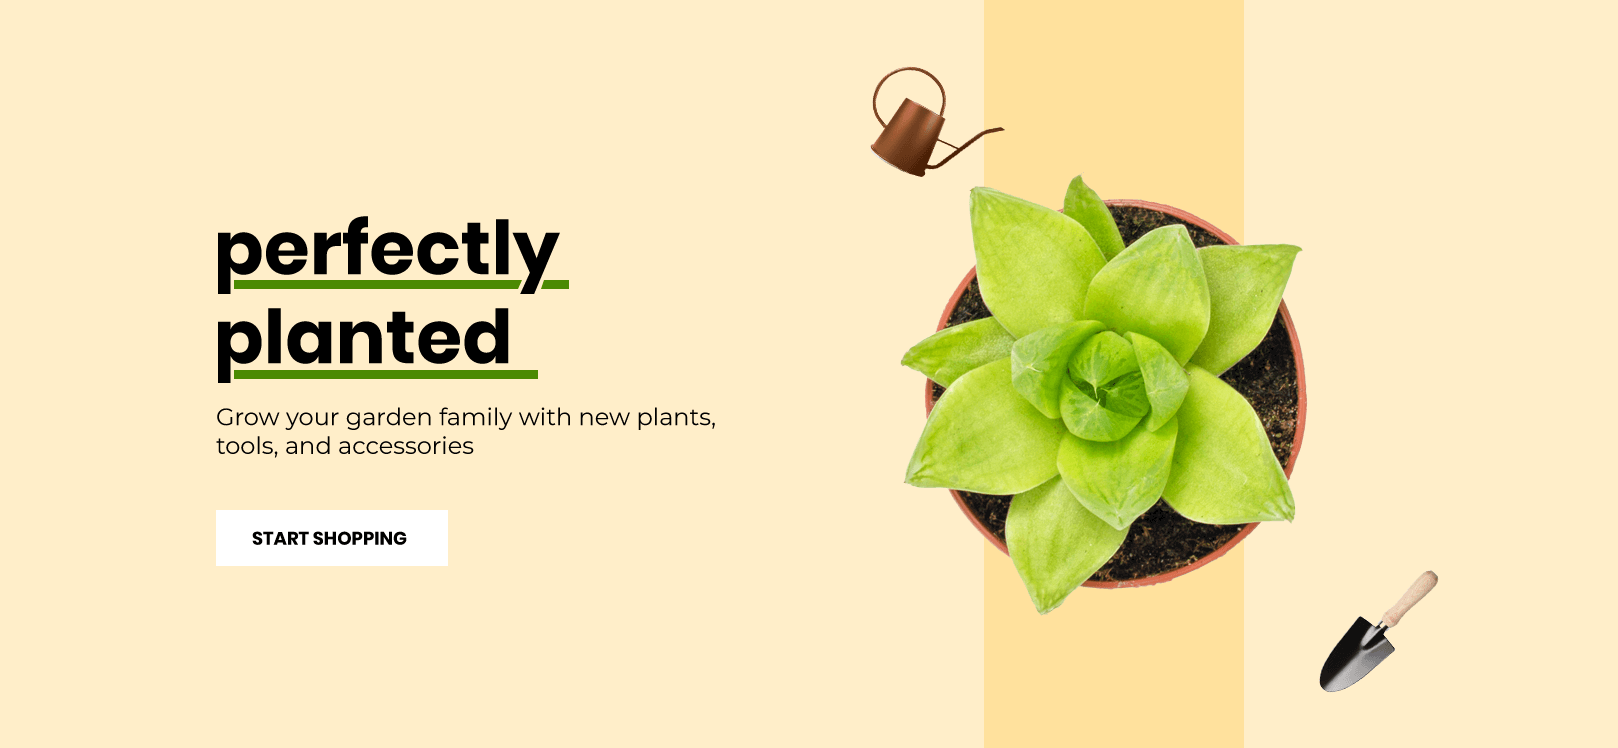 perfectly
planted
Grow your garden family with new plants,
tools, and accessories
START SHOPPING